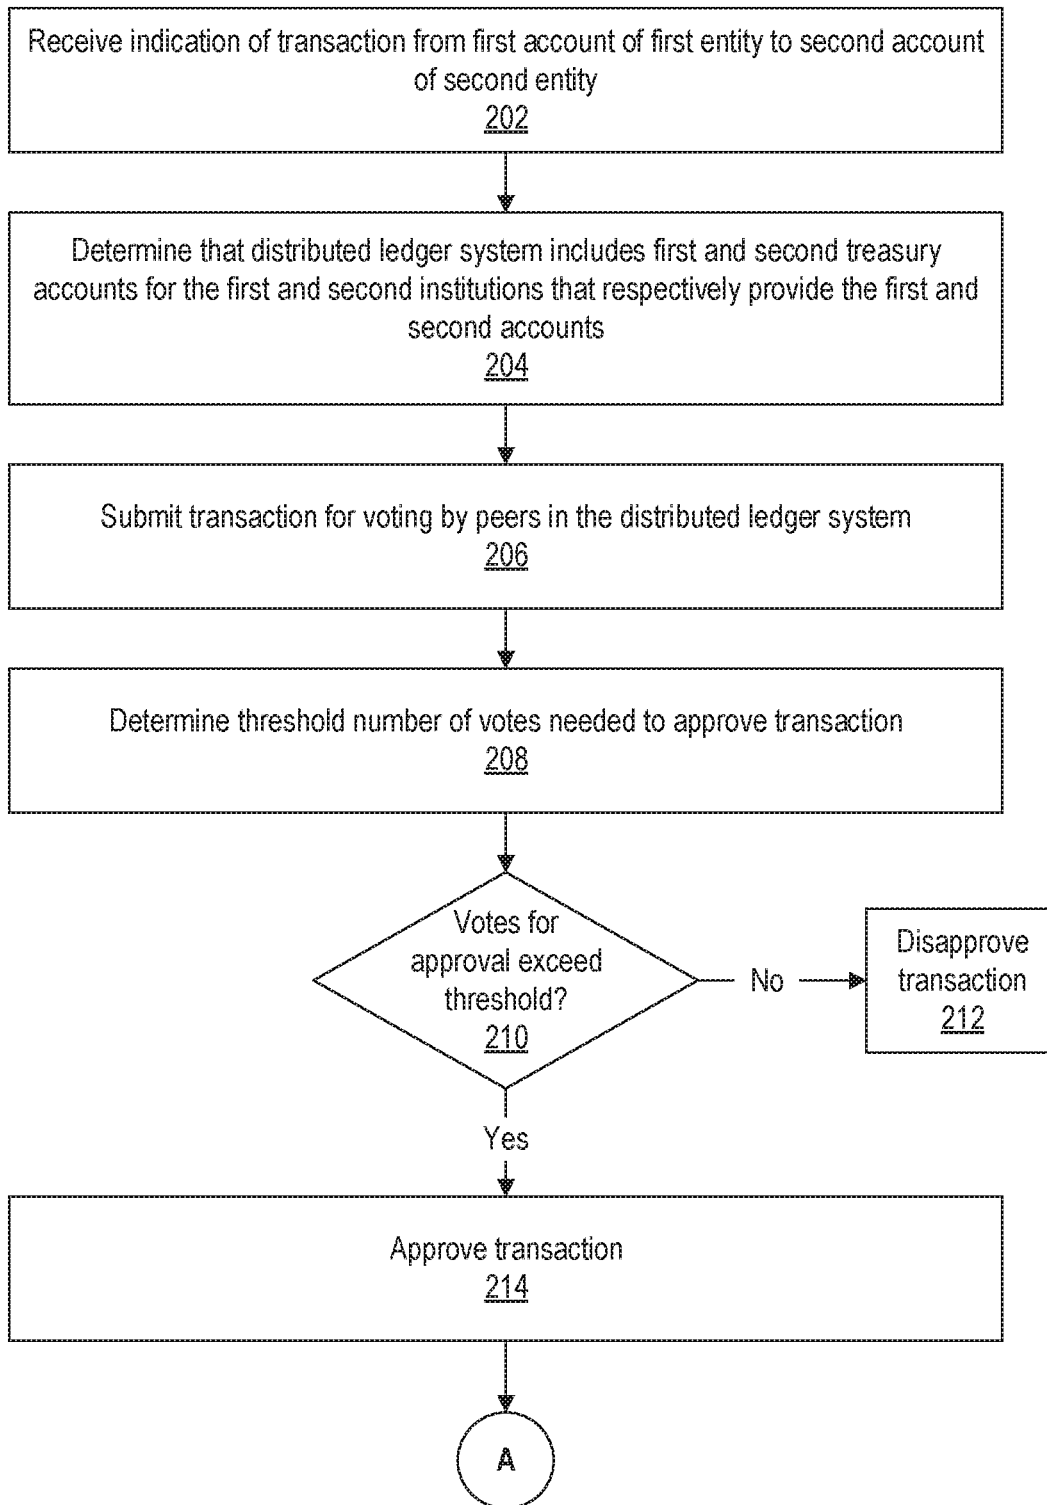 Receive indication of transaction from first account of first entity to second account
of second entity
202
Determine that distributed ledger system includes first and second treasury
accounts for the first and second institutions that respectively provide the first and
second accounts
204
Submit transaction for voting by peers in the distributed ledger system
206
Determine threshold number of votes needed to approve transaction
208
Votes for
approval exceed
threshold?
210
No
Disapprove
transaction
212
Yes
Approve transaction
214
A